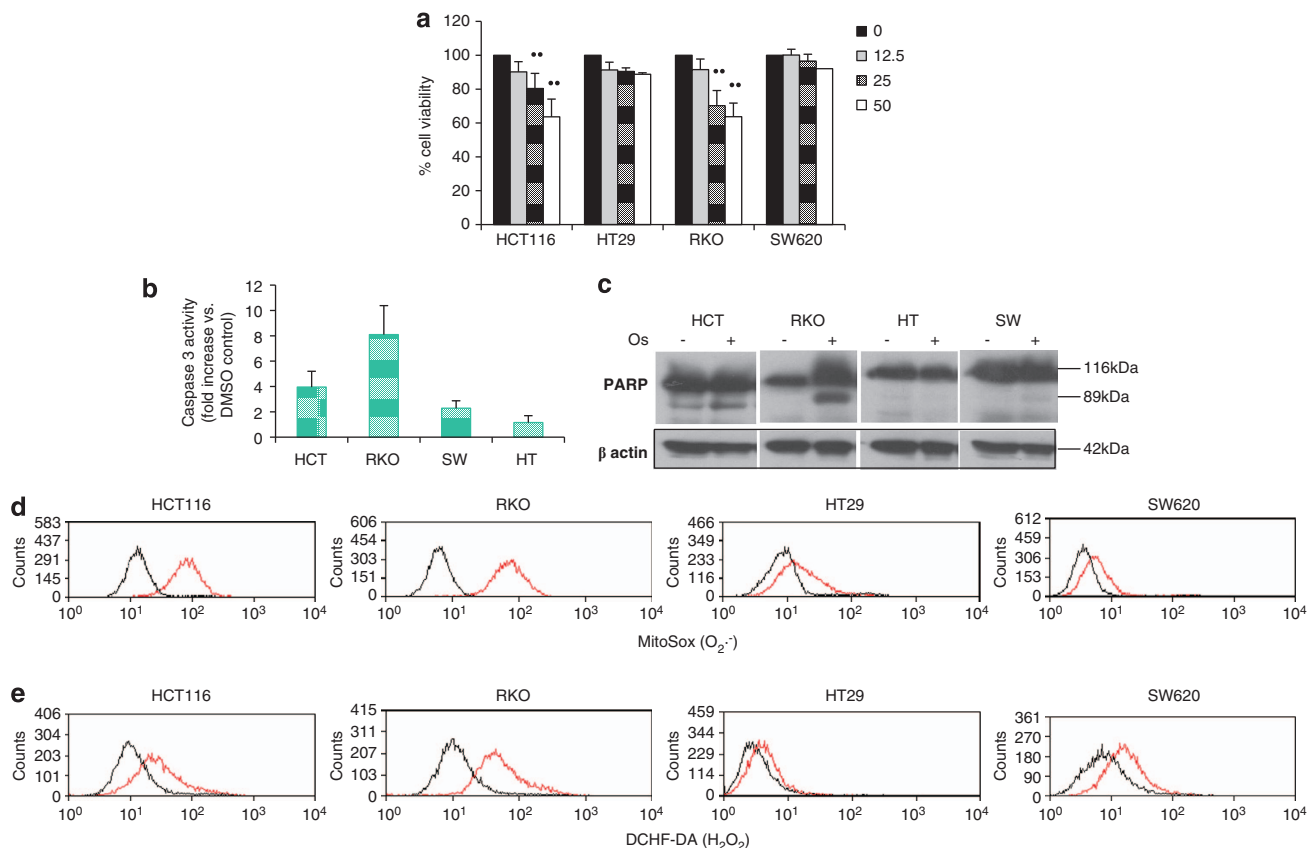 a
120
100
80
60
40
20
0
% cell viability
HCT116 HT29 RKO SW620
0
12.5
25
50
b
Caspase 3 activity
(fold increase vs.
DMSO control)
14
12
10
8
6
4
2
0
HCT RKO SW HT
c
HCT RKO HT SW
Os - + - + - + - +
PARP
116kDa
89kDa
β actin
42kDa
d
HCT116
Counts
583
437
291
145
0
10⁰ 10¹ 10² 10³ 10⁴
RKO
Counts
606
454
303
151
0
10⁰ 10¹ 10² 10³ 10⁴
HT29
Counts
466
349
233
116
0
10⁰ 10¹ 10² 10³ 10⁴
SW620
Counts
612
459
306
153
0
10⁰ 10¹ 10² 10³ 10⁴
MitoSox (O₂·⁻)
e
HCT116
Counts
406
304
203
101
0
10⁰ 10¹ 10² 10³ 10⁴
RKO
Counts
415
311
207
103
0
10⁰ 10¹ 10² 10³ 10⁴
HT29
Counts
459
344
229
114
0
10⁰ 10¹ 10² 10³ 10⁴
SW620
Counts
361
270
180
90
0
10⁰ 10¹ 10² 10³ 10⁴
DCHF-DA (H₂O₂)